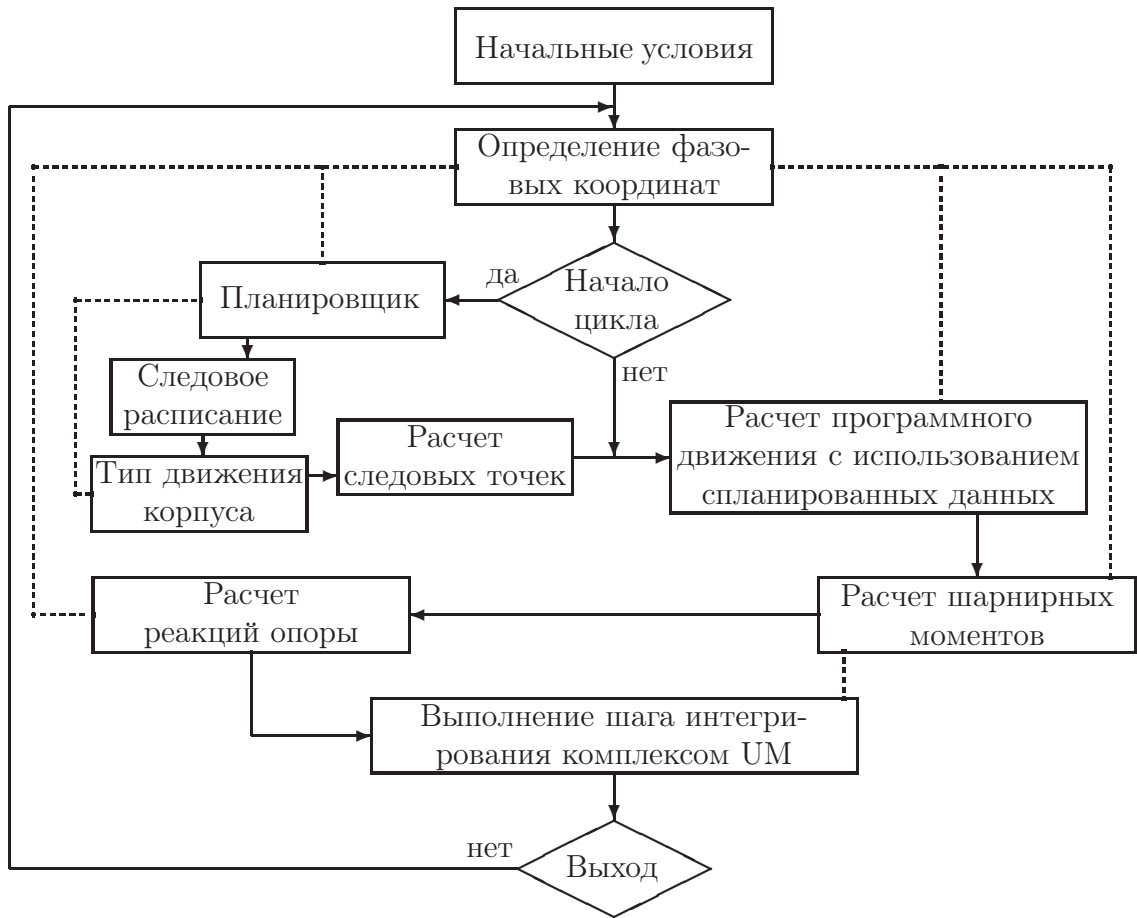 Начальные условия
Определение фазо-
вых координат
да
Начало
цикла
Планировщик
нет
Следовое
расписание
Расчет
следовых точек
Расчет программного
движения с использованием
спланированных данных
Тип движения
корпуса
Расчет
реакций опоры
Расчет шарнирных
моментов
Выполнение шага интегри-
рования комплексом UM
нет
Выход